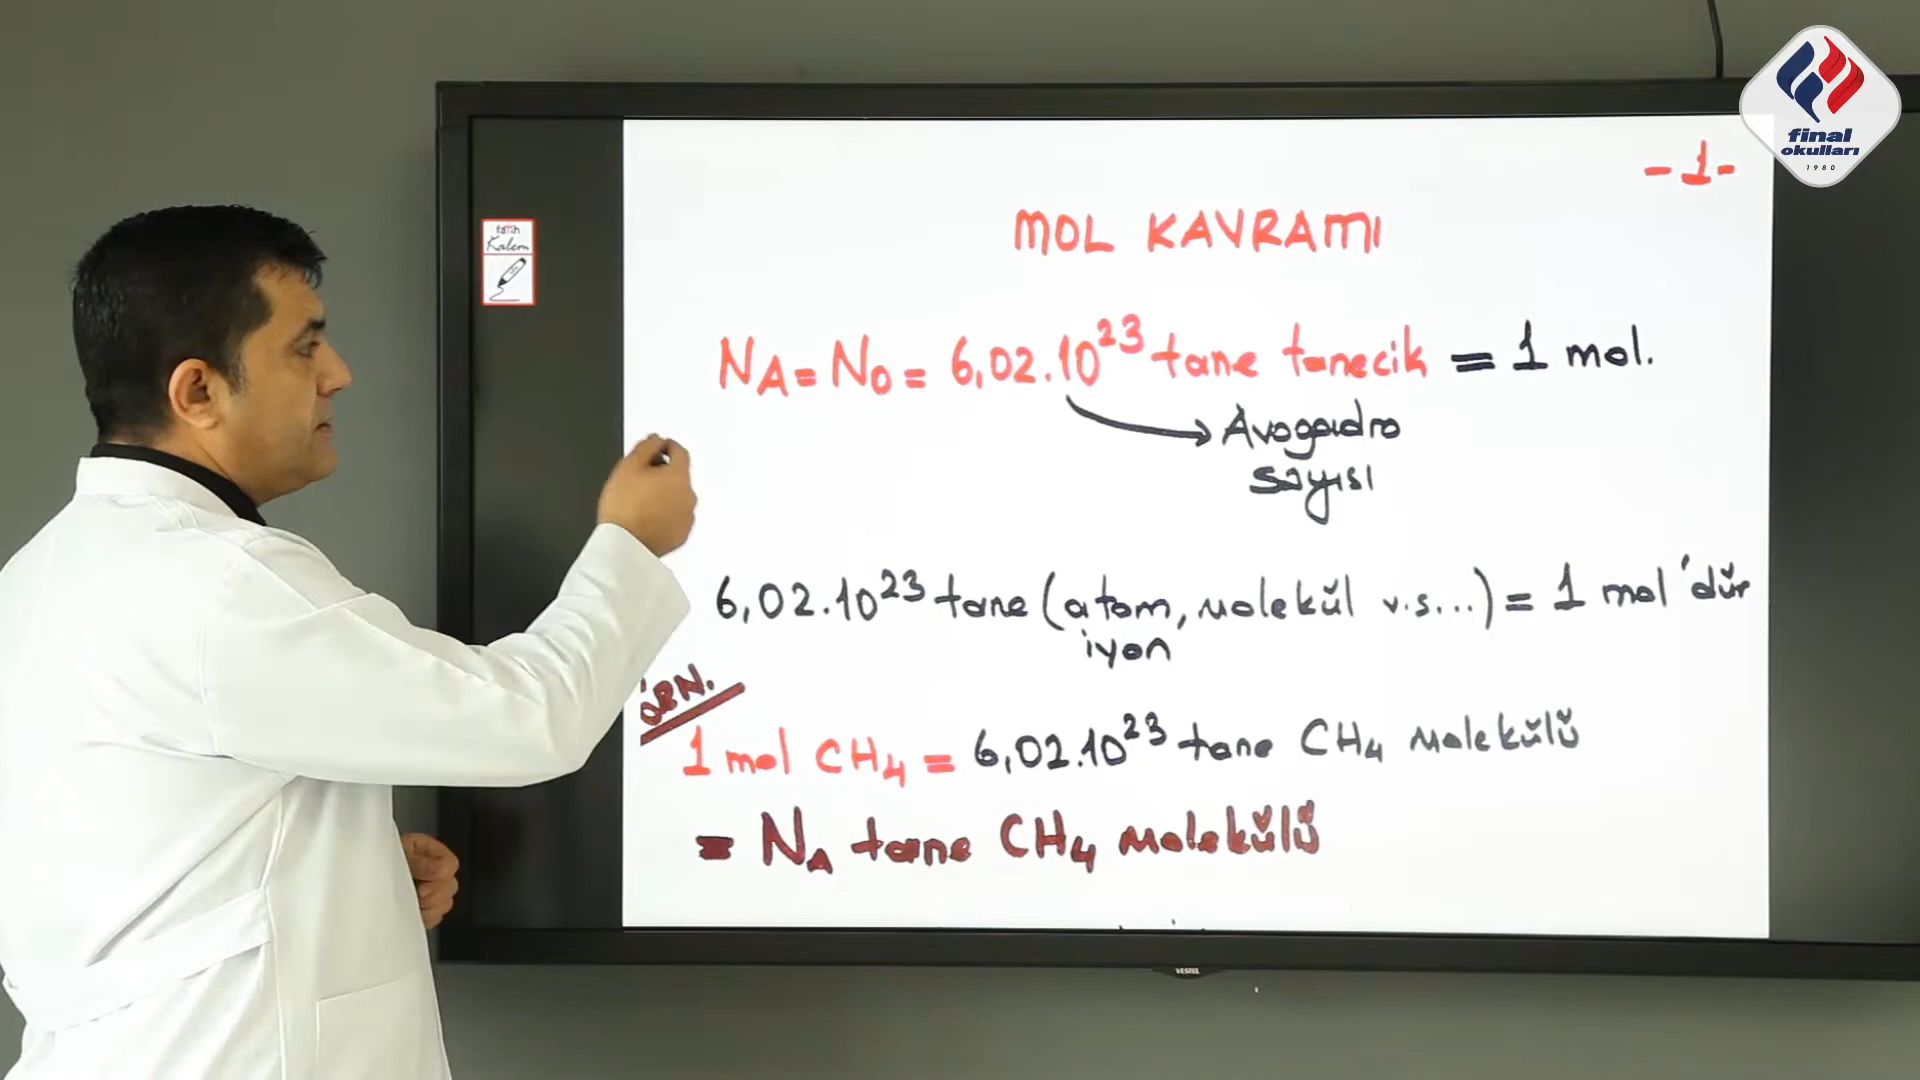 final
okulları
1980
-1-
fatih
Kalem
MOL KAVRAMI
NA = N0 = 6,02.10²³ tane tanecik = 1 mol.
Avogadro
sayısı
6,02.10²³ tane (atom, molekül v.s...) = 1 mol'dür
iyon
ÖRN.
1 mol CH₄ = 6,02.10²³ tane CH₄ molekülü
= NA tane CH₄ molekülü
VESTEL